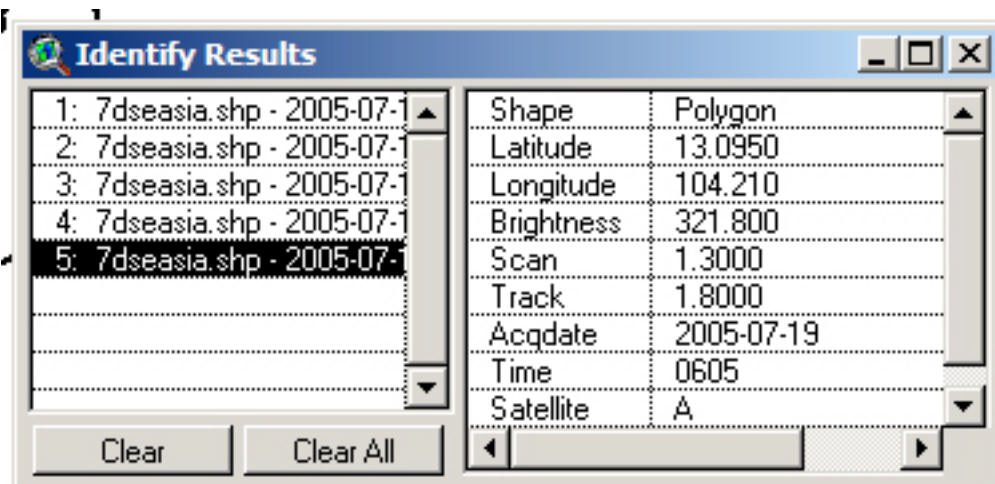 Identify Results
1: 7dseasia.shp - 2005-07-1
2: 7dseasia.shp - 2005-07-1
3: 7dseasia.shp - 2005-07-1
4: 7dseasia.shp - 2005-07-1
5: 7dseasia.shp - 2005-07-1
Clear Clear All
Shape Polygon
Latitude 13.0950
Longitude 104.210
Brightness 321.800
Scan 1.3000
Track 1.8000
Acqdate 2005-07-19
Time 0605
Satellite A